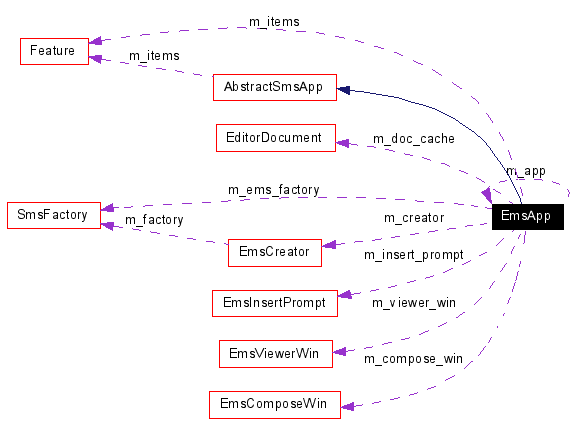 m_items
Feature
m_items
AbstractSmsApp
EditorDocument
m_doc_cache
m_app
m_ems_factory
SmsFactory
m_factory
m_creator
EmsApp
EmsCreator
m_insert_prompt
EmsInsertPrompt
m_viewer_win
EmsViewerWin
m_compose_win
EmsComposeWin